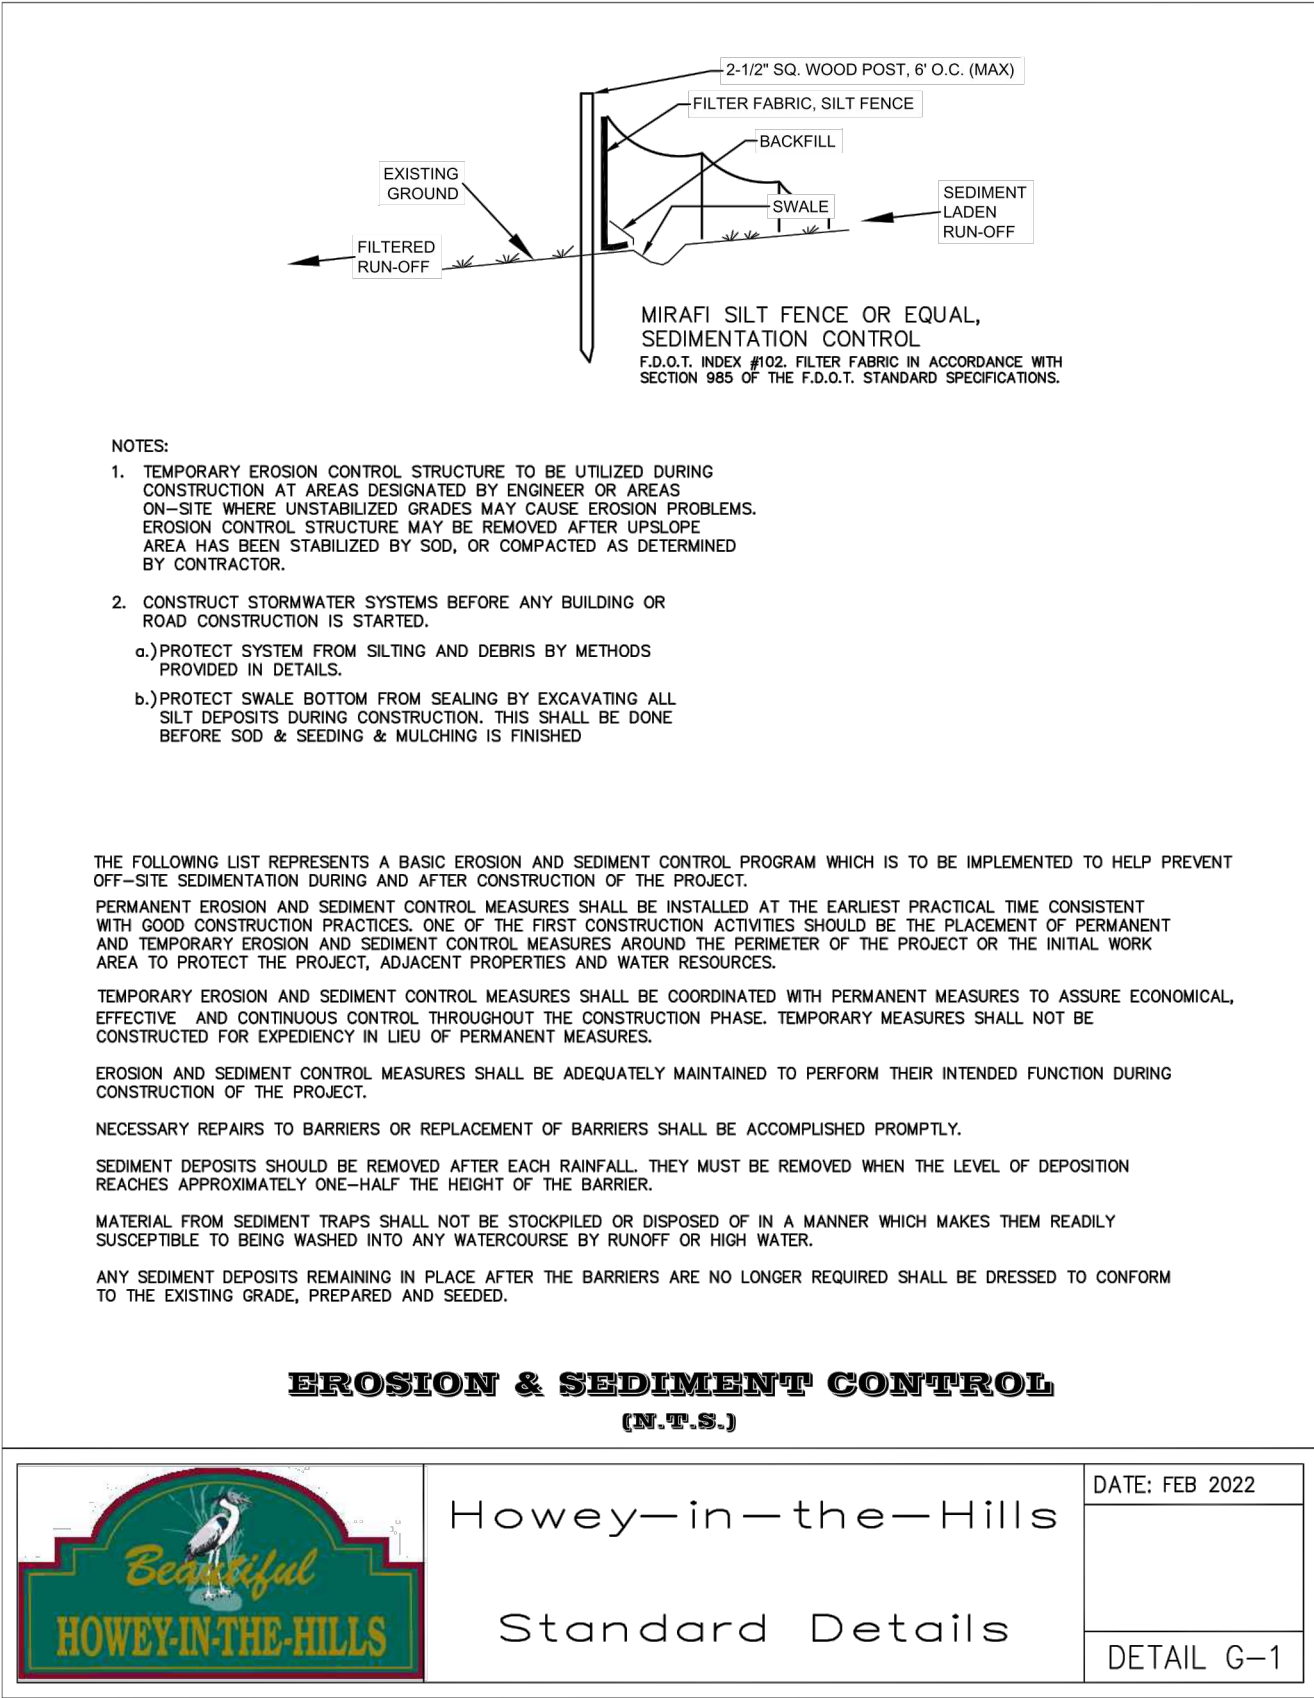 2-1/2" SQ. WOOD POST, 6' O.C. (MAX)
FILTER FABRIC, SILT FENCE
BACKFILL
EXISTING
GROUND
SWALE
SEDIMENT
LADEN
RUN-OFF
FILTERED
RUN-OFF
MIRAFI SILT FENCE OR EQUAL,
SEDIMENTATION CONTROL
F.D.O.T. INDEX #102. FILTER FABRIC IN ACCORDANCE WITH
SECTION 985 OF THE F.D.O.T. STANDARD SPECIFICATIONS.
NOTES:
1. TEMPORARY EROSION CONTROL STRUCTURE TO BE UTILIZED DURING
CONSTRUCTION AT AREAS DESIGNATED BY ENGINEER OR AREAS
ON-SITE WHERE UNSTABILIZED GRADES MAY CAUSE EROSION PROBLEMS.
EROSION CONTROL STRUCTURE MAY BE REMOVED AFTER UPSLOPE
AREA HAS BEEN STABILIZED BY SOD, OR COMPACTED AS DETERMINED
BY CONTRACTOR.
2. CONSTRUCT STORMWATER SYSTEMS BEFORE ANY BUILDING OR
ROAD CONSTRUCTION IS STARTED.
a.) PROTECT SYSTEM FROM SILTING AND DEBRIS BY METHODS
PROVIDED IN DETAILS.
b.) PROTECT SWALE BOTTOM FROM SEALING BY EXCAVATING ALL
SILT DEPOSITS DURING CONSTRUCTION. THIS SHALL BE DONE
BEFORE SOD & SEEDING & MULCHING IS FINISHED
THE FOLLOWING LIST REPRESENTS A BASIC EROSION AND SEDIMENT CONTROL PROGRAM WHICH IS TO BE IMPLEMENTED TO HELP PREVENT
OFF-SITE SEDIMENTATION DURING AND AFTER CONSTRUCTION OF THE PROJECT.
PERMANENT EROSION AND SEDIMENT CONTROL MEASURES SHALL BE INSTALLED AT THE EARLIEST PRACTICAL TIME CONSISTENT
WITH GOOD CONSTRUCTION PRACTICES. ONE OF THE FIRST CONSTRUCTION ACTIVITIES SHOULD BE THE PLACEMENT OF PERMANENT
AND TEMPORARY EROSION AND SEDIMENT CONTROL MEASURES AROUND THE PERIMETER OF THE PROJECT OR THE INITIAL WORK
AREA TO PROTECT THE PROJECT, ADJACENT PROPERTIES AND WATER RESOURCES.
TEMPORARY EROSION AND SEDIMENT CONTROL MEASURES SHALL BE COORDINATED WITH PERMANENT MEASURES TO ASSURE ECONOMICAL,
EFFECTIVE AND CONTINUOUS CONTROL THROUGHOUT THE CONSTRUCTION PHASE. TEMPORARY MEASURES SHALL NOT BE
CONSTRUCTED FOR EXPEDIENCY IN LIEU OF PERMANENT MEASURES.
EROSION AND SEDIMENT CONTROL MEASURES SHALL BE ADEQUATELY MAINTAINED TO PERFORM THEIR INTENDED FUNCTION DURING
CONSTRUCTION OF THE PROJECT.
NECESSARY REPAIRS TO BARRIERS OR REPLACEMENT OF BARRIERS SHALL BE ACCOMPLISHED PROMPTLY.
SEDIMENT DEPOSITS SHOULD BE REMOVED AFTER EACH RAINFALL. THEY MUST BE REMOVED WHEN THE LEVEL OF DEPOSITION
REACHES APPROXIMATELY ONE-HALF THE HEIGHT OF THE BARRIER.
MATERIAL FROM SEDIMENT TRAPS SHALL NOT BE STOCKPILED OR DISPOSED OF IN A MANNER WHICH MAKES THEM READILY
SUSCEPTIBLE TO BEING WASHED INTO ANY WATERCOURSE BY RUNOFF OR HIGH WATER.
ANY SEDIMENT DEPOSITS REMAINING IN PLACE AFTER THE BARRIERS ARE NO LONGER REQUIRED SHALL BE DRESSED TO CONFORM
TO THE EXISTING GRADE, PREPARED AND SEEDED.
EROSION & SEDIMENT CONTROL
(N.T.S.)
Beautiful
HOWEY-IN-THE-HILLS
Howey-in-the-Hills
Standard Details
DATE: FEB 2022
DETAIL G-1